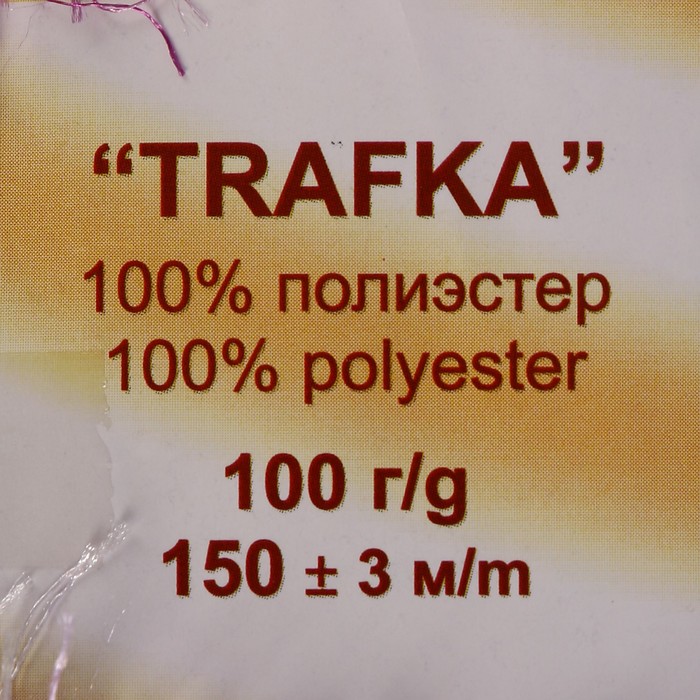 “TRAFKA”
100% полиэстер
100% polyester
100 г/g
150 ± 3 м/m